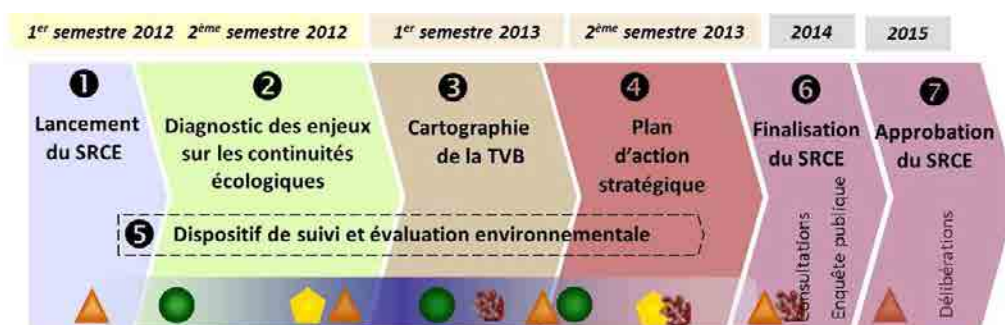 1er semestre 2012 2ème semestre 2012 1er semestre 2013 2ème semestre 2013 2014 2015
1
Lancement
du SRCE
2
Diagnostic des enjeux
sur les continuités
écologiques
3
Cartographie
de la TVB
4
Plan
d'action
stratégique
6
Finalisation
du SRCE
Consultations
Enquête publique
7
Approbation
du SRCE
Délibérations
5 Dispositif de suivi et évaluation environnementale